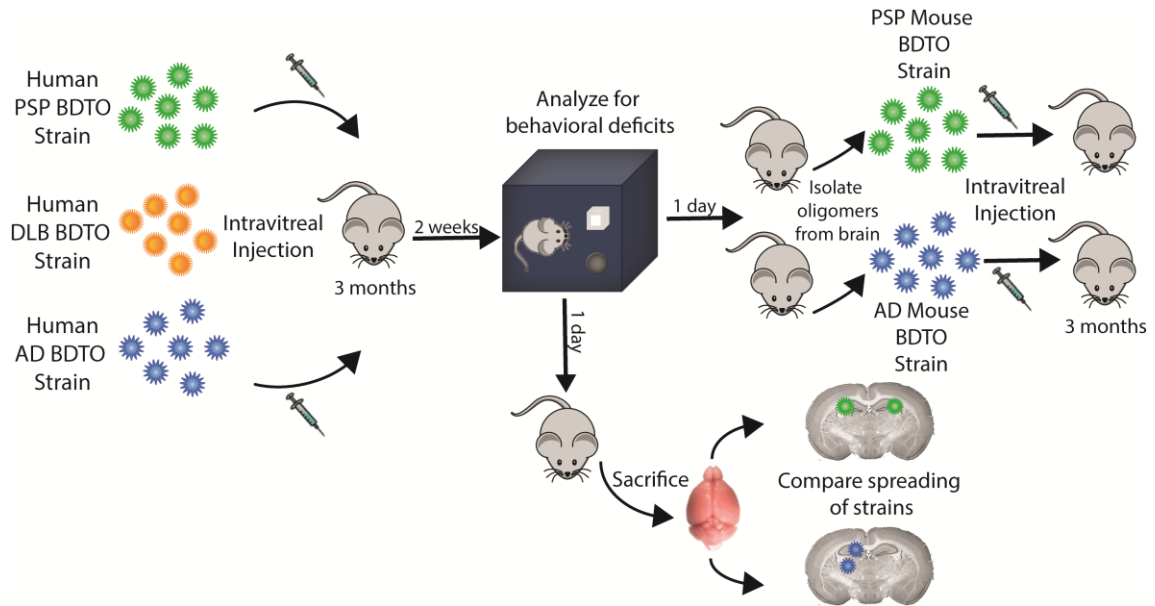 Human
PSP BDTO
Strain
Human
DLB BDTO
Strain
Human
AD BDTO
Strain
Intravitreal
Injection
3 months
2 weeks
Analyze for
behavioral deficits
1 day
1 day
Isolate
oligomers
from brain
PSP Mouse
BDTO
Strain
Intravitreal
Injection
AD Mouse
BDTO
Strain
3 months
Sacrifice
Compare spreading
of strains